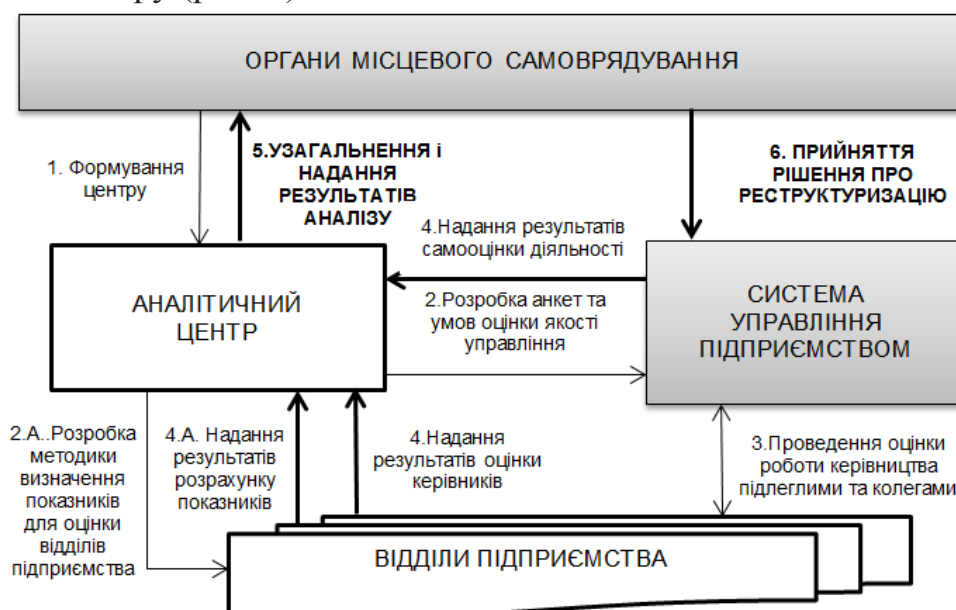 ОРГАНИ МІСЦЕВОГО САМОВРЯДУВАННЯ
1. Формування
центру
5.УЗАГАЛЬНЕННЯ і
НАДАННЯ
РЕЗУЛЬТАТІВ
АНАЛІЗУ
6. ПРИЙНЯТТЯ
РІШЕННЯ ПРО
РЕСТРУКТУРИЗАЦІЮ
4.Надання результатів
самооцінки діяльності
АНАЛІТИЧНИЙ
ЦЕНТР
2.Розробка анкет та
умов оцінки якості
управління
СИСТЕМА
УПРАВЛІННЯ
ПІДПРИЄМСТВОМ
2.А..Розробка
методики
визначення
показників
для оцінки
відділів
підприємства
4.А. Надання
результатів
розрахунку
показників
4.Надання
результатів оцінки
керівників
3.Проведення оцінки
роботи керівництва
підлеглими та колегами
ВІДДІЛИ ПІДПРИЄМСТВА